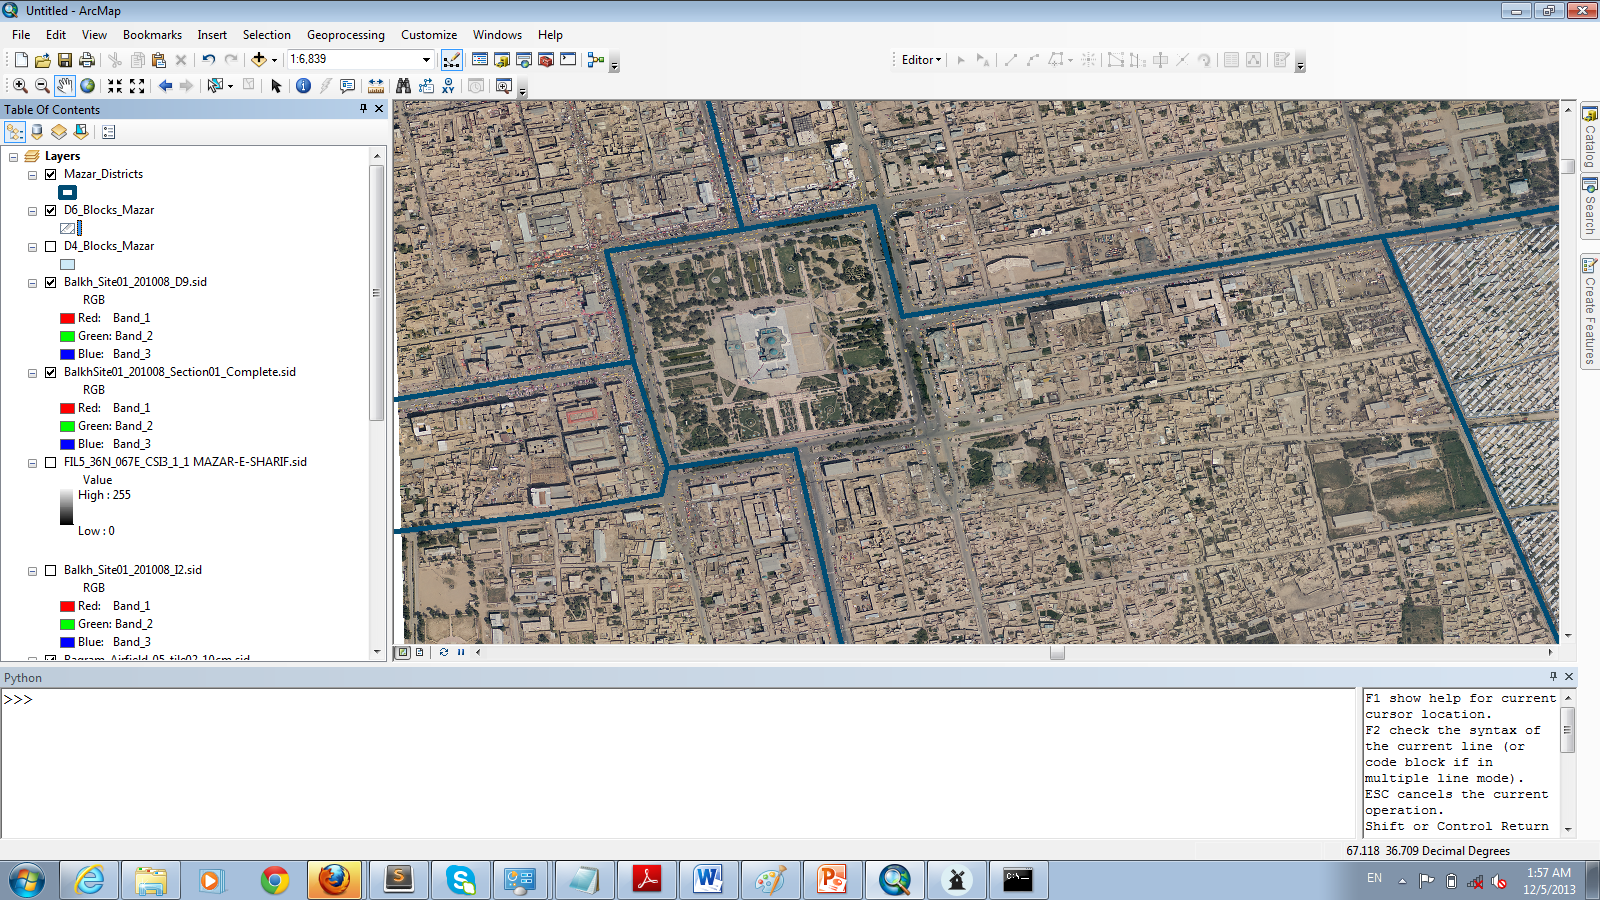 Untitled - ArcMap
File Edit View Bookmarks Insert Selection Geoprocessing Customize Windows Help
1:6,839
Editor
Table Of Contents
Layers
Mazar_Districts
D6_Blocks_Mazar
D4_Blocks_Mazar
Balkh_Site01_201008_D9.sid
RGB
Red: Band_1
Green: Band_2
Blue: Band_3
BalkhSite01_201008_Section01_Complete.sid
RGB
Red: Band_1
Green: Band_2
Blue: Band_3
FIL5_36N_067E_CSI3_1_1 MAZAR-E-SHARIF.sid
Value
High : 255
Low : 0
Balkh_Site01_201008_I2.sid
RGB
Red: Band_1
Green: Band_2
Blue: Band_3
Bagram_Airfield_05_tile02_10cm.sid
Catalog
Search
Create Features
Python
>>>
F1 show help for current
cursor location.
F2 check the syntax of
the current line (or
code block if in
multiple line mode).
ESC cancels the current
operation.
Shift or Control Return
67.118 36.709 Decimal Degrees
EN
1:57 AM
12/5/2013